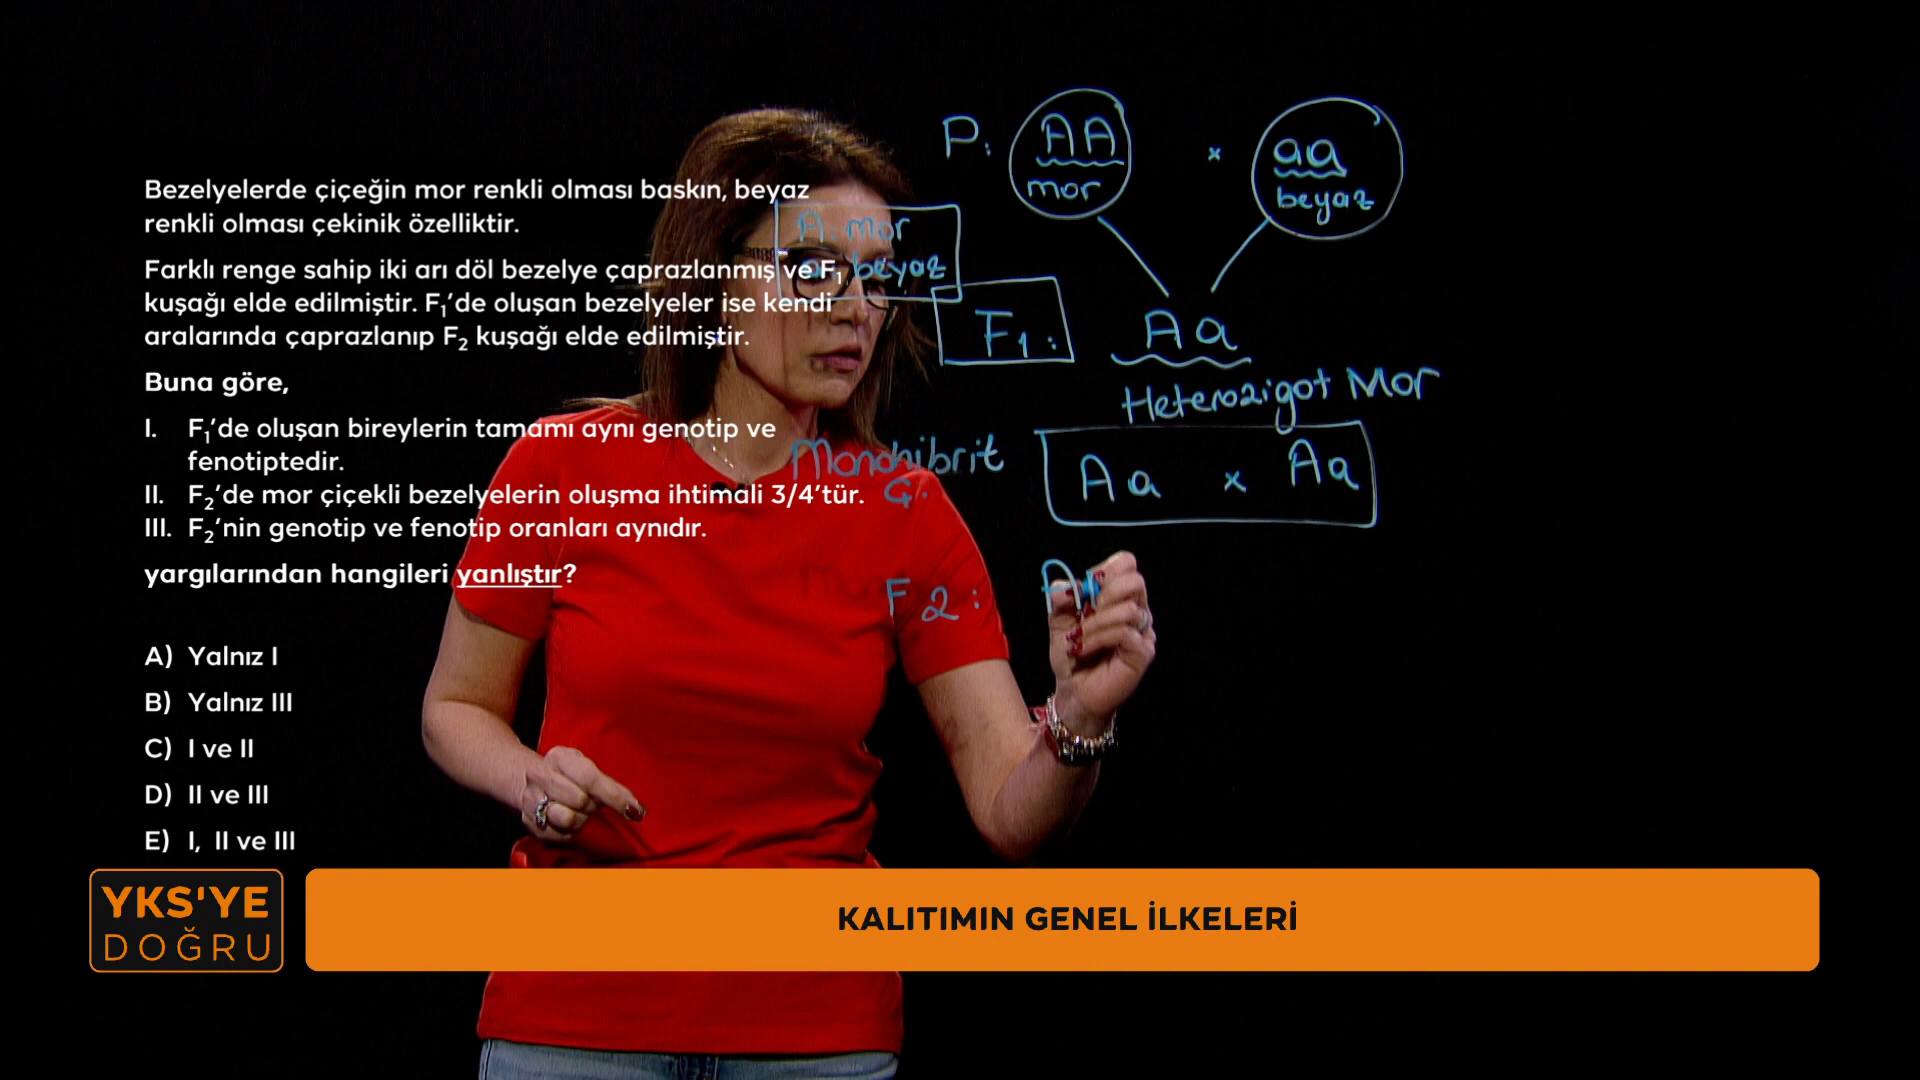 Bezelyelerde çiçeğin mor renkli olması baskın, beyaz
renkli olması çekinik özelliktir.
Farklı renge sahip iki arı döl bezelye çaprazlanmış ve F₁
kuşağı elde edilmiştir. F₁'de oluşan bezelyeler ise kendi
aralarında çaprazlanıp F₂ kuşağı elde edilmiştir.
Buna göre,
I. F₁'de oluşan bireylerin tamamı aynı genotip ve
fenotiptedir.
II. F₂'de mor çiçekli bezelyelerin oluşma ihtimali 3/4'tür.
III. F₂'nin genotip ve fenotip oranları aynıdır.
yargılarından hangileri yanlıştır?
A) Yalnız I
B) Yalnız III
C) I ve II
D) II ve III
E) I, II ve III
P: AA x aa
mor beyaz
A. mor
beyaz
F₁: Aa
Heterozigot Mor
Monohibrit
Ç.
Aa x Aa
F2: A
YKS'YE
DOĞRU
KALITIMIN GENEL İLKELERİ